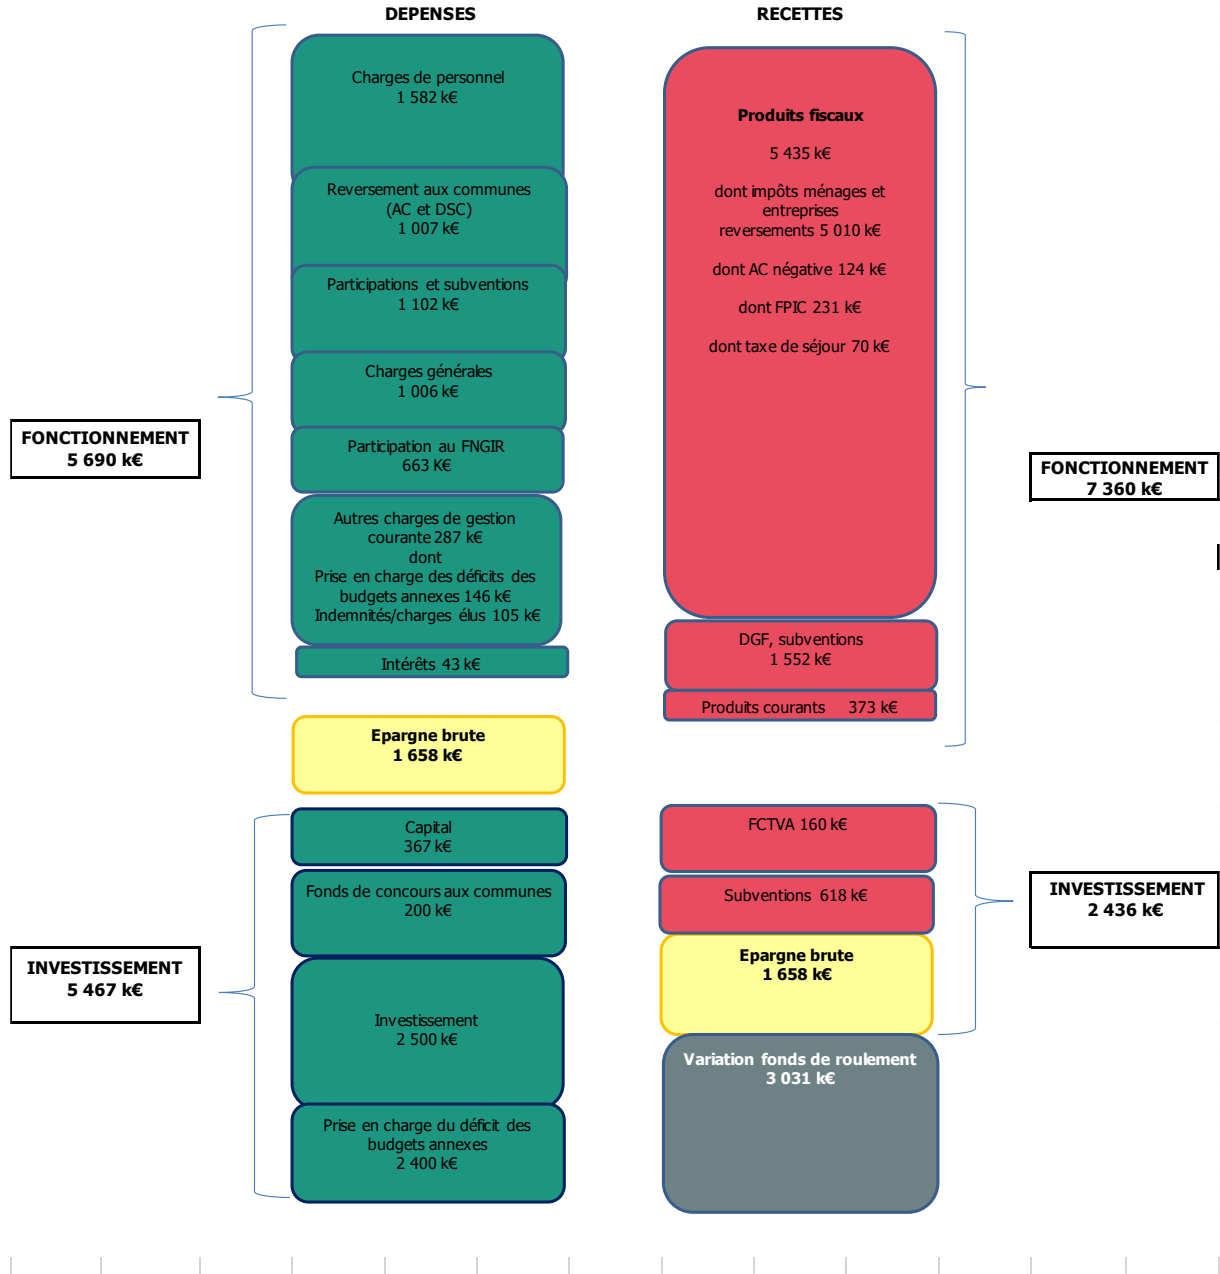 DEPENSES
RECETTES
Charges de personnel
1 582 k€
Reversement aux communes
(AC et DSC)
1 007 k€
Participations et subventions
1 102 k€
Charges générales
1 006 k€
Participation au FNGIR
663 K€
Autres charges de gestion
courante 287 k€
dont
Prise en charge des déficits des
budgets annexes 146 k€
Indemnités/charges élus 105 k€
Intérêts 43 k€
FONCTIONNEMENT
5 690 k€
Produits fiscaux
5 435 k€
dont impôts ménages et
entreprises
reversements 5 010 k€
dont AC négative 124 k€
dont FPIC 231 k€
dont taxe de séjour 70 k€
DGF, subventions
1 552 k€
Produits courants 373 k€
FONCTIONNEMENT
7 360 k€
Epargne brute
1 658 k€
Capital
367 k€
Fonds de concours aux communes
200 k€
Investissement
2 500 k€
Prise en charge du déficit des
budgets annexes
2 400 k€
INVESTISSEMENT
5 467 k€
FCTVA 160 k€
Subventions 618 k€
Epargne brute
1 658 k€
Variation fonds de roulement
3 031 k€
INVESTISSEMENT
2 436 k€